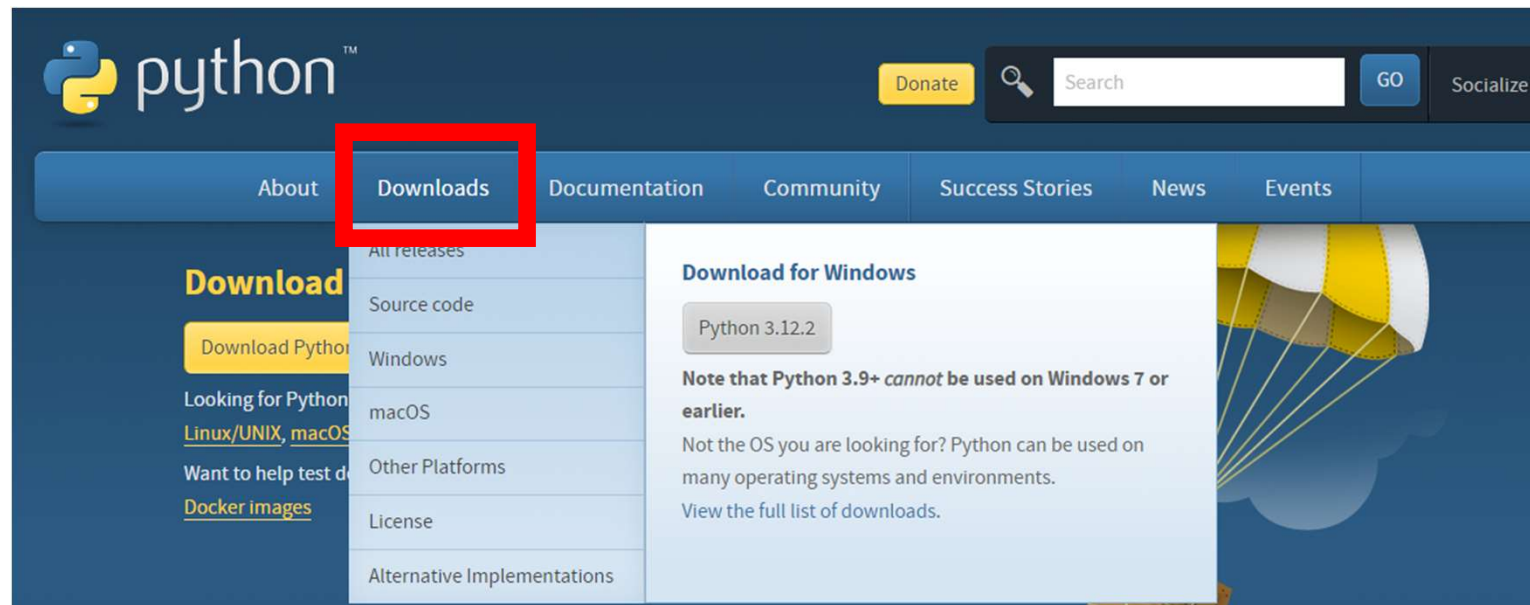 python™
Donate
Search
GO
Socialize
About
Downloads
Documentation
Community
Success Stories
News
Events
Download
Download
Looking for Python
Linux/UNIX, macOS
Want to help test
Docker images
All releases
Source code
Windows
macOS
Other Platforms
License
Alternative Implementations
Download for Windows
Python 3.12.2
Note that Python 3.9+ cannot be used on Windows 7 or
earlier.
Not the OS you are looking for? Python can be used on
many operating systems and environments.
View the full list of downloads.